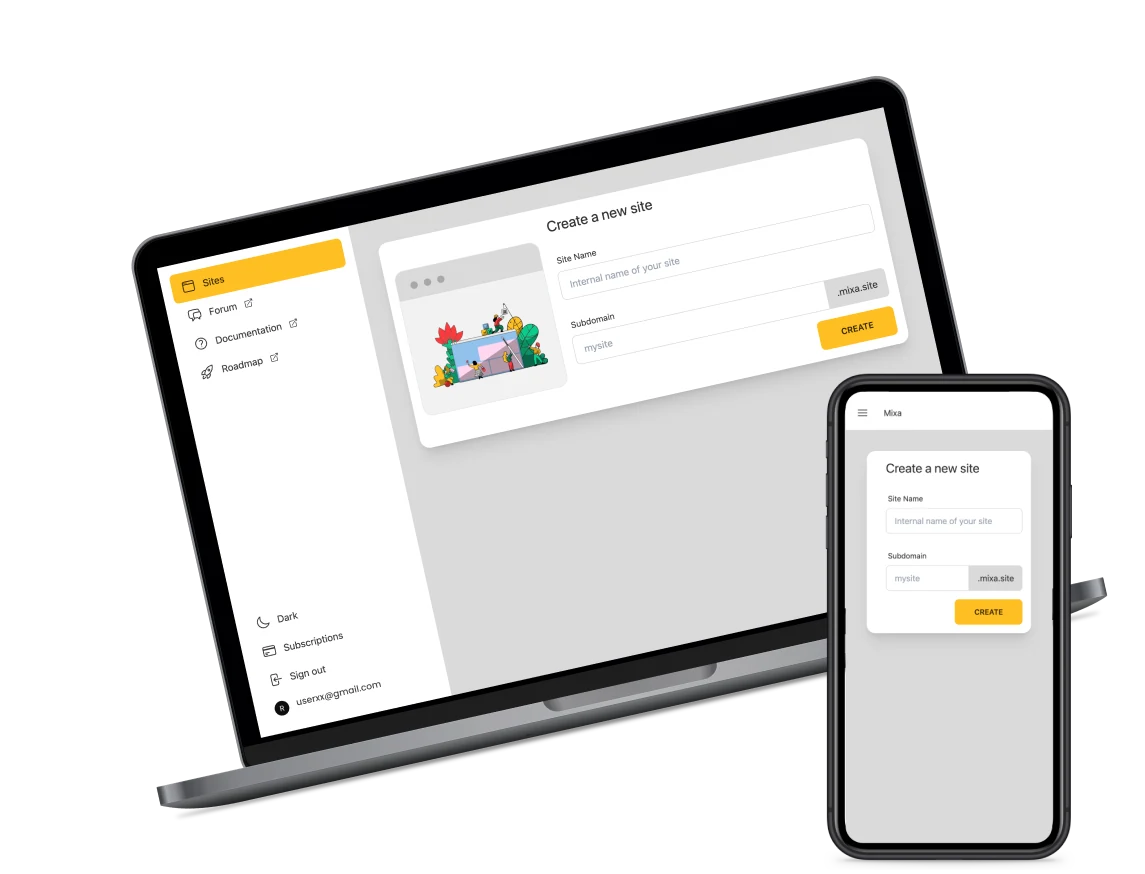 Sites
Forum
Documentation
Roadmap
Dark
Subscriptions
Sign out
R userxx@gmail.com
Create a new site
Site Name
Internal name of your site
Subdomain
mysite .mixa.site
CREATE
Mixa
Create a new site
Site Name
Internal name of your site
Subdomain
mysite .mixa.site
CREATE